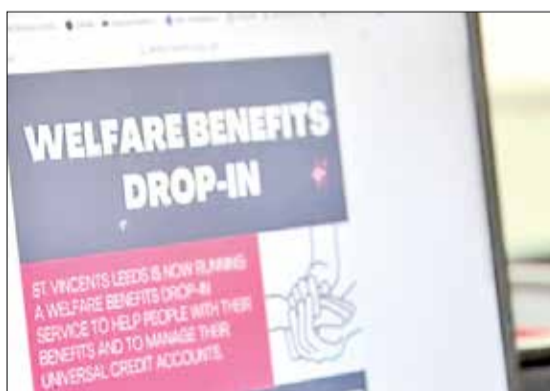 WELFARE BENEFITS
DROP-IN
ST. VINCENTS LEEDS IS NOW RUNNING
A WELFARE BENEFITS DROP-IN
SERVICE TO HELP PEOPLE WITH THEIR
BENEFITS AND TO MANAGE THEIR
UNIVERSAL CREDIT ACCOUNTS.